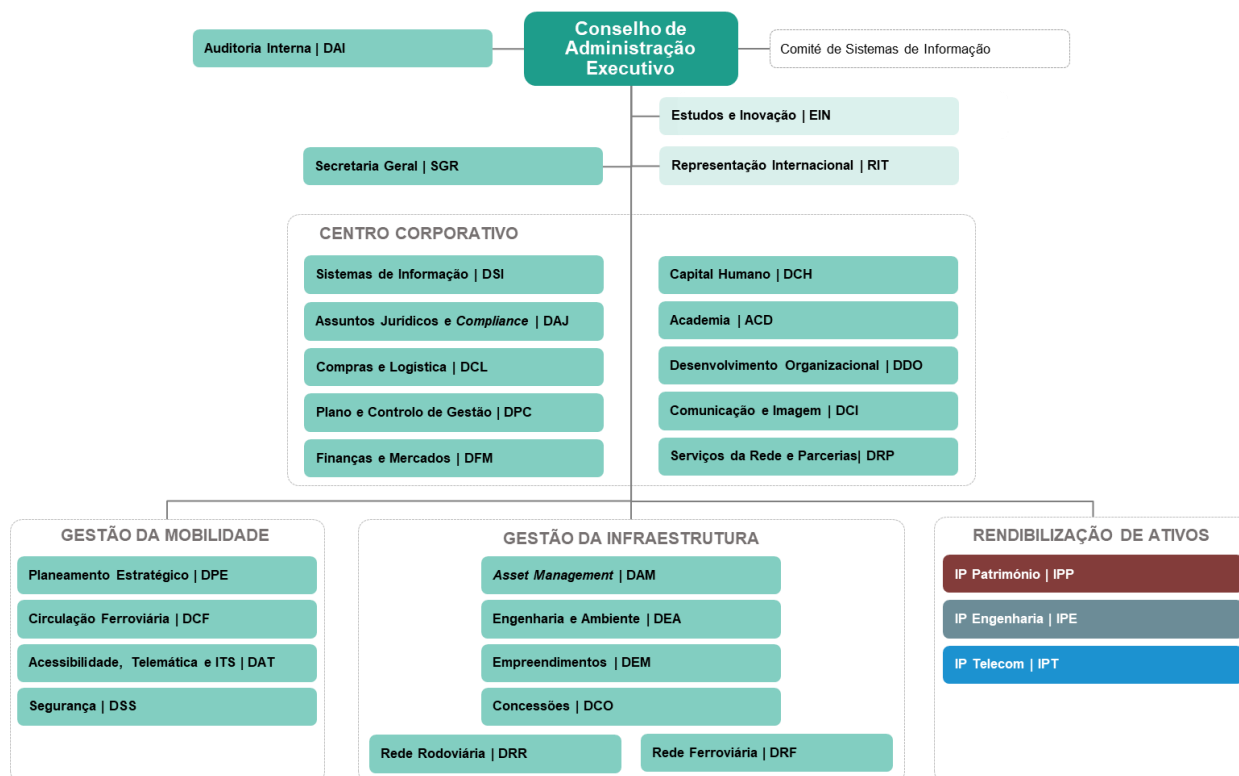 Conselho de
Administração
Executivo
Auditoria Interna | DAI
Comité de Sistemas de Informação
Estudos e Inovação | EIN
Secretaria Geral | SGR
Representação Internacional | RIT
CENTRO CORPORATIVO
Sistemas de Informação | DSI
Assuntos Jurídicos e Compliance | DAJ
Compras e Logística | DCL
Plano e Controlo de Gestão | DPC
Finanças e Mercados | DFM
Capital Humano | DCH
Academia | ACD
Desenvolvimento Organizacional | DDO
Comunicação e Imagem | DCI
Serviços da Rede e Parcerias| DRP
GESTÃO DA MOBILIDADE
Planeamento Estratégico | DPE
Circulação Ferroviária | DCF
Acessibilidade, Telemática e ITS | DAT
Segurança | DSS
GESTÃO DA INFRAESTRUTURA
Asset Management | DAM
Engenharia e Ambiente | DEA
Empreendimentos | DEM
Concessões | DCO
Rede Rodoviária | DRR
Rede Ferroviária | DRF
RENDIBILIZAÇÃO DE ATIVOS
IP Património | IPP
IP Engenharia | IPE
IP Telecom | IPT